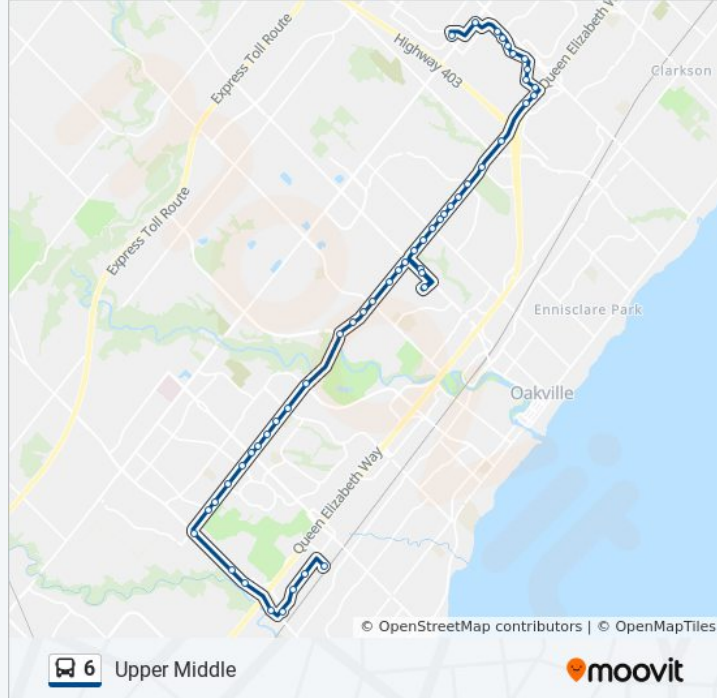 Express Toll Route
Highway 403
Queen Elizabeth W
Clarkson
Express Toll Route
Ennisclare Park
Oakville
Queen Elizabeth Way
© OpenStreetMap contributors | © OpenMapTiles
6 Upper Middle
moovit